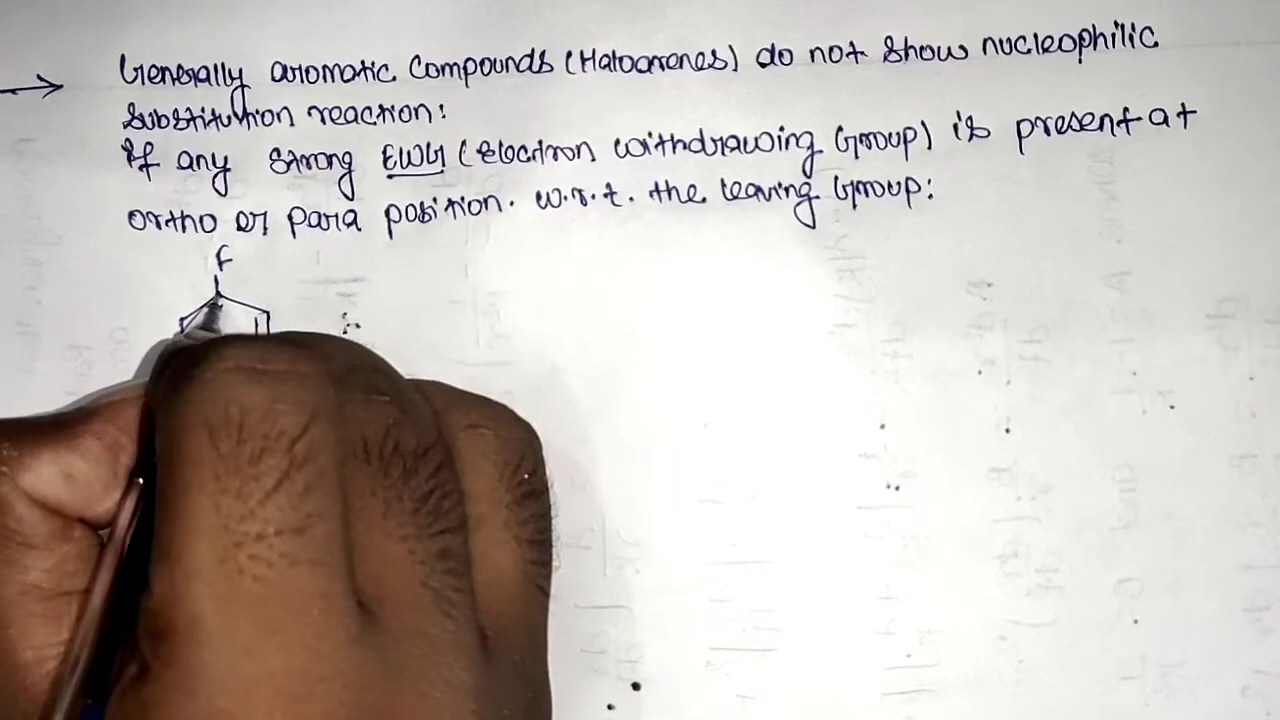 Generally aromatic Compounds (Haloarenes) do not show nucleophilic
Substitution reaction:
If any strong EWG (electron withdrawing Group) is present at
ortho or para position. w.r.t. the leaving Group:
F